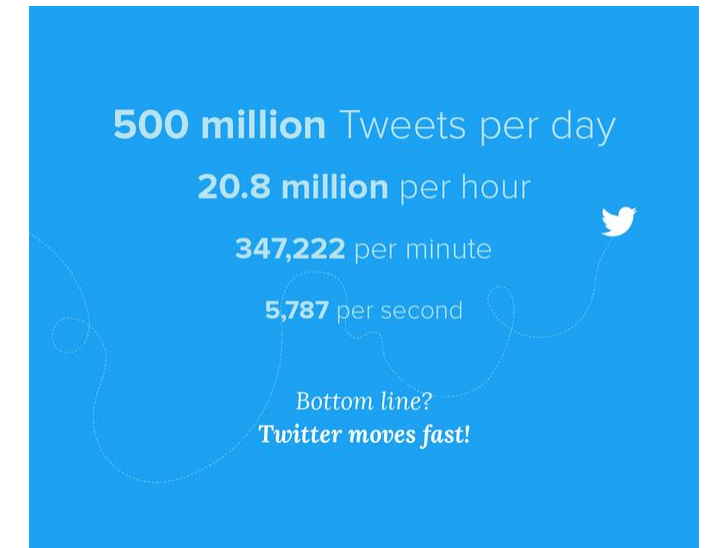 500 million Tweets per day
20.8 million per hour
347,222 per minute
5,787 per second
Bottom line?
Twitter moves fast!